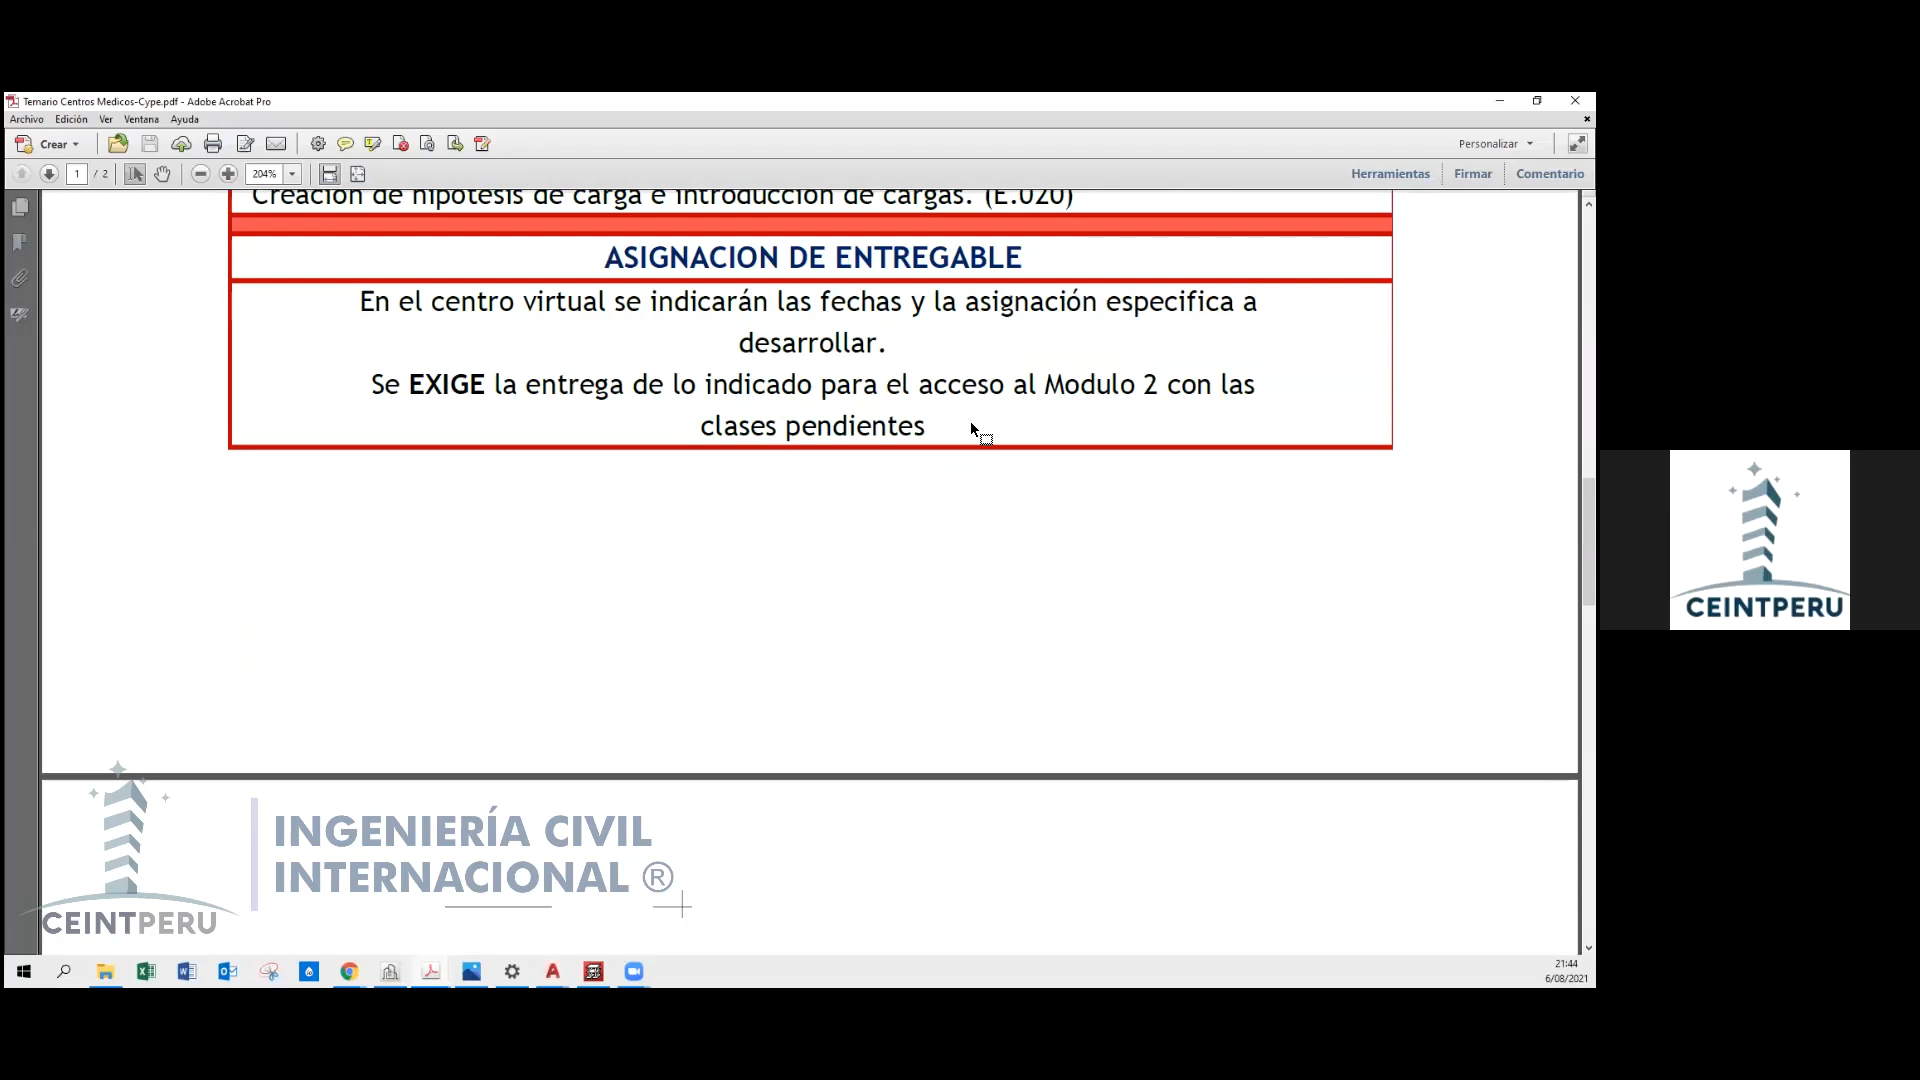 Temario Centros Medicos-Cype.pdf - Adobe Acrobat Pro
Archivo Edición Ver Ventana Ayuda
Crear
Personalizar
1 / 2
204%
Herramientas Firmar Comentario
Creación de hipótesis de carga e introducción de cargas. (E.020)
ASIGNACION DE ENTREGABLE
En el centro virtual se indicarán las fechas y la asignación especifica a
desarrollar.
Se EXIGE la entrega de lo indicado para el acceso al Modulo 2 con las
clases pendientes
CEINTPERU
INGENIERÍA CIVIL
INTERNACIONAL ®
CEINTPERU
21:44
6/08/2021